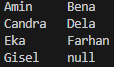 Amin Bena
Candra Dela
Eka Farhan
Gisel null